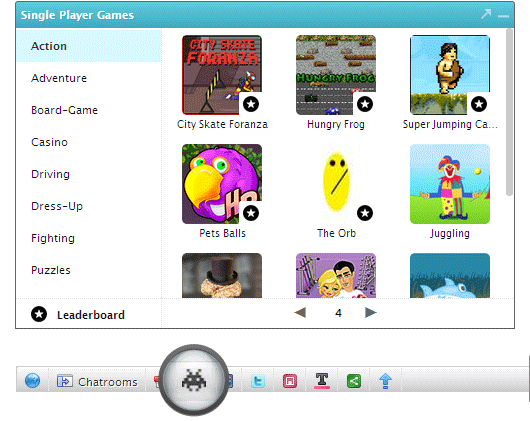 Single Player Games
Action
Adventure
Board-Game
Casino
Driving
Dress-Up
Fighting
Puzzles
Leaderboard
CITY SKATE
FORANZA
HUNGRY FROG
City Skate Foranza
Hungry Frog
Super Jumping Ca...
Pets Balls
The Orb
Juggling
4
Chatrooms